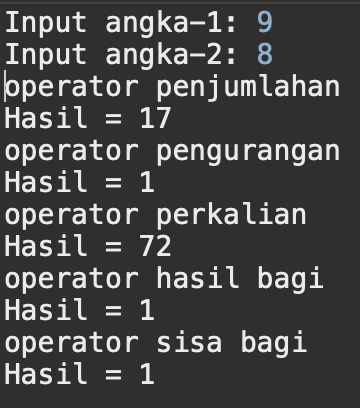 Input angka-1: 9
Input angka-2: 8
operator penjumlahan
Hasil = 17
operator pengurangan
Hasil = 1
operator perkalian
Hasil = 72
operator hasil bagi
Hasil = 1
operator sisa bagi
Hasil = 1